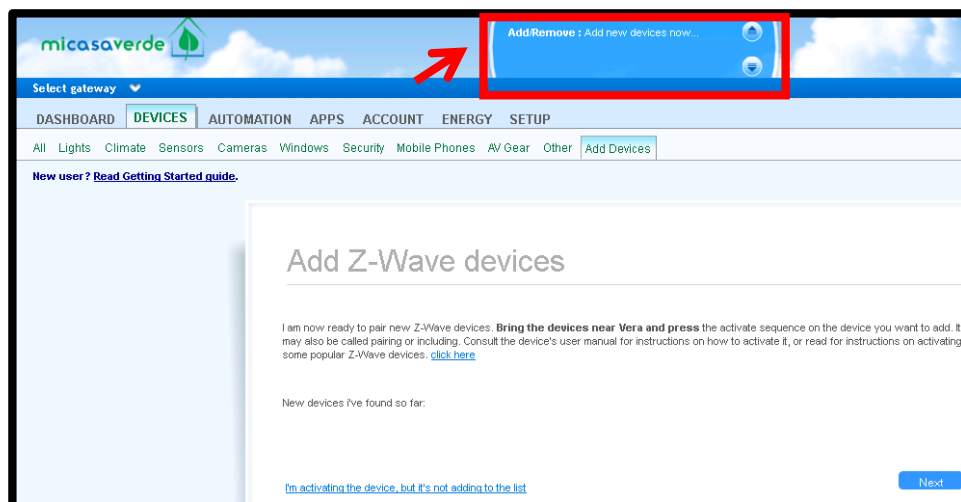 micasaverde
Add/Remove : Add new devices now...
Select gateway
DASHBOARD DEVICES AUTOMATION APPS ACCOUNT ENERGY SETUP
All Lights Climate Sensors Cameras Windows Security Mobile Phones AV Gear Other Add Devices
New user? Read Getting Started guide.
Add Z-Wave devices
I am now ready to pair new Z-Wave devices. Bring the devices near Vera and press the activate sequence on the device you want to add. It
may also be called pairing or including. Consult the device's user manual for instructions on how to activate it, or read for instructions on activating
some popular Z-Wave devices. click here
New devices i've found so far:
I'm activating the device, but it's not adding to the list
Next